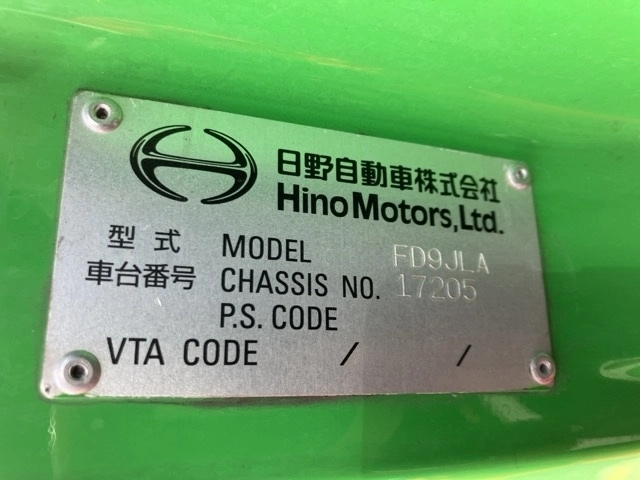 日野自動車株式会社
Hino Motors, Ltd.
型式 MODEL FD9JLA
車台番号 CHASSIS NO. 17205
P.S. CODE
VTA CODE / /